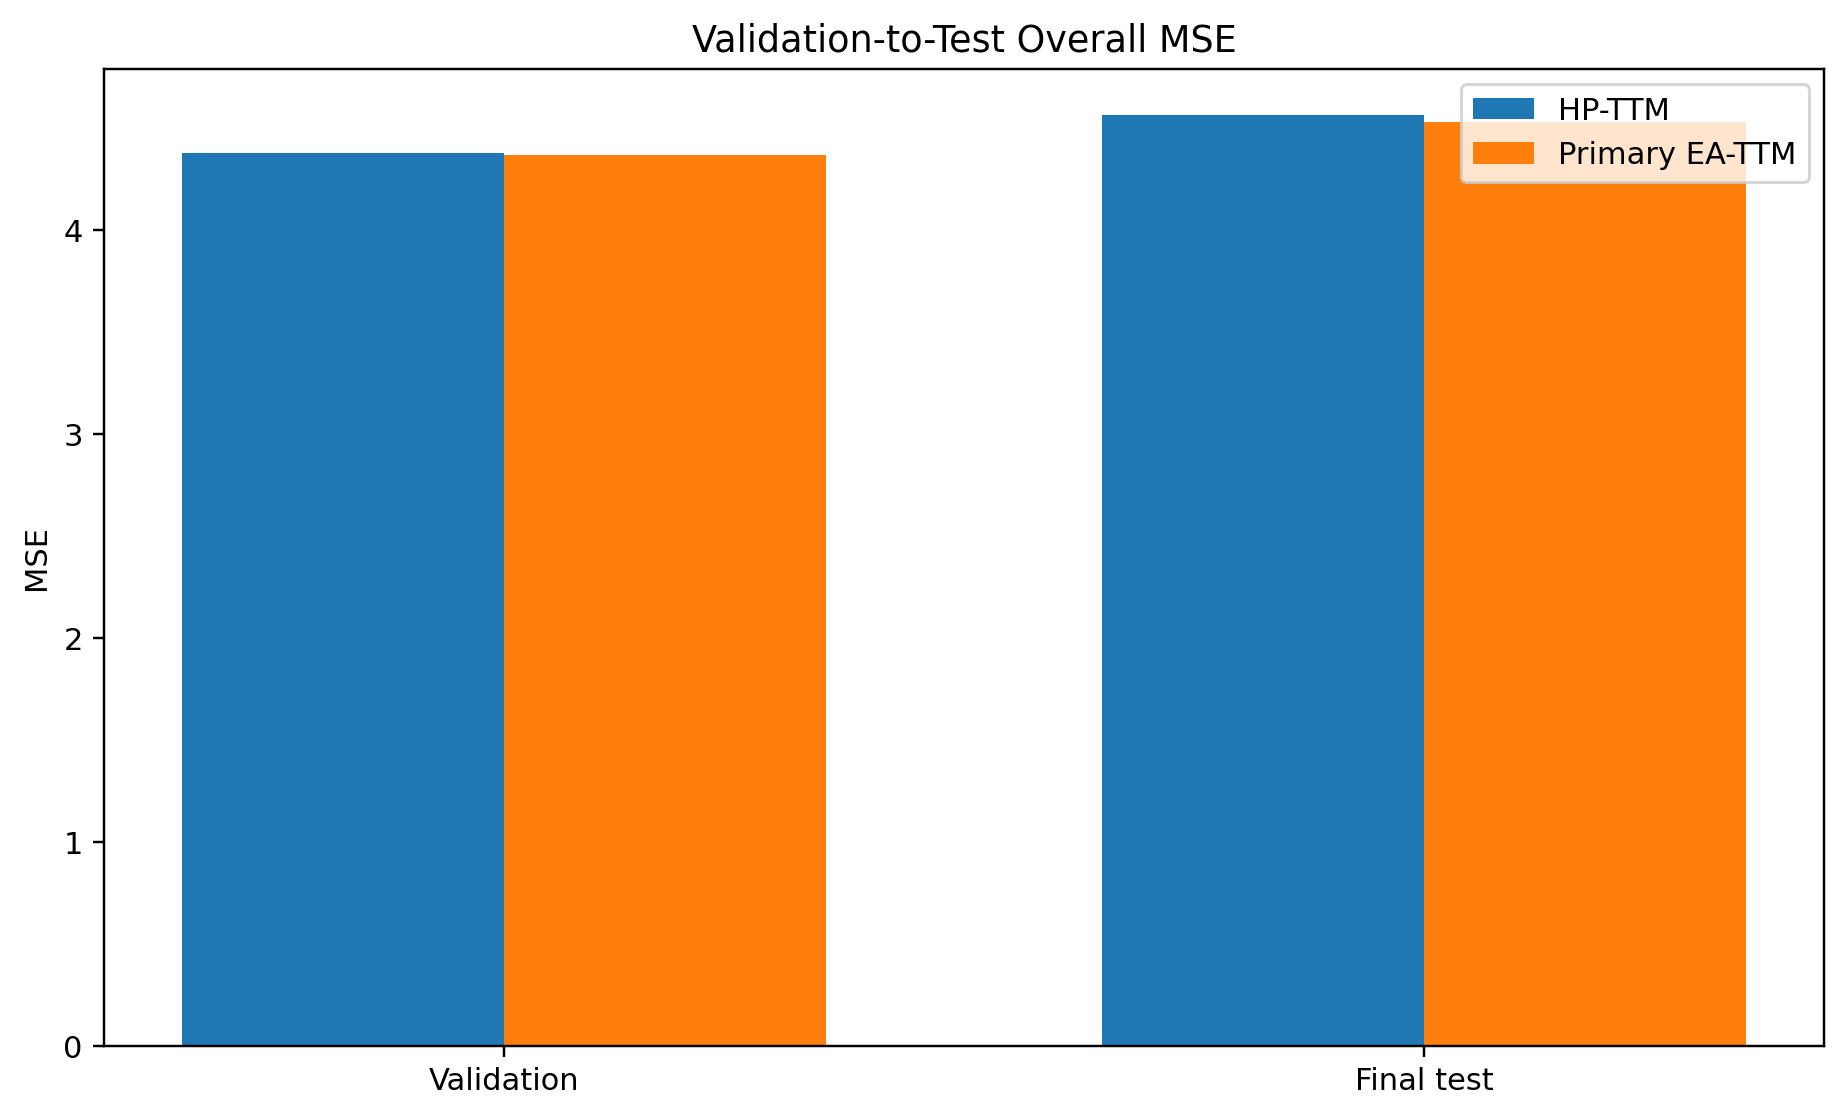 Validation-to-Test Overall MSE
HP-TTM
Primary EA-TTM
MSE
4
3
2
1
0
Validation
Final test